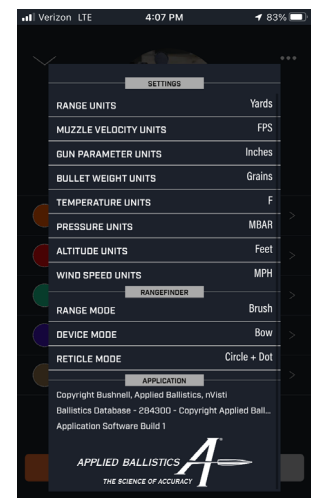 Verizon LTE 4:07 PM 83%
SETTINGS
RANGE UNITS Yards
MUZZLE VELOCITY UNITS FPS
GUN PARAMETER UNITS Inches
BULLET WEIGHT UNITS Grains
TEMPERATURE UNITS F
PRESSURE UNITS MBAR
ALTITUDE UNITS Feet
WIND SPEED UNITS MPH
RANGEFINDER
RANGE MODE Brush
DEVICE MODE Bow
RETICLE MODE Circle + Dot
APPLICATION
Copyright Bushnell, Applied Ballistics, nVisti
Ballistics Database - 284300 - Copyright Applied Ball...
Application Software Build 1
APPLIED BALLISTICS A
THE SCIENCE OF ACCURACY